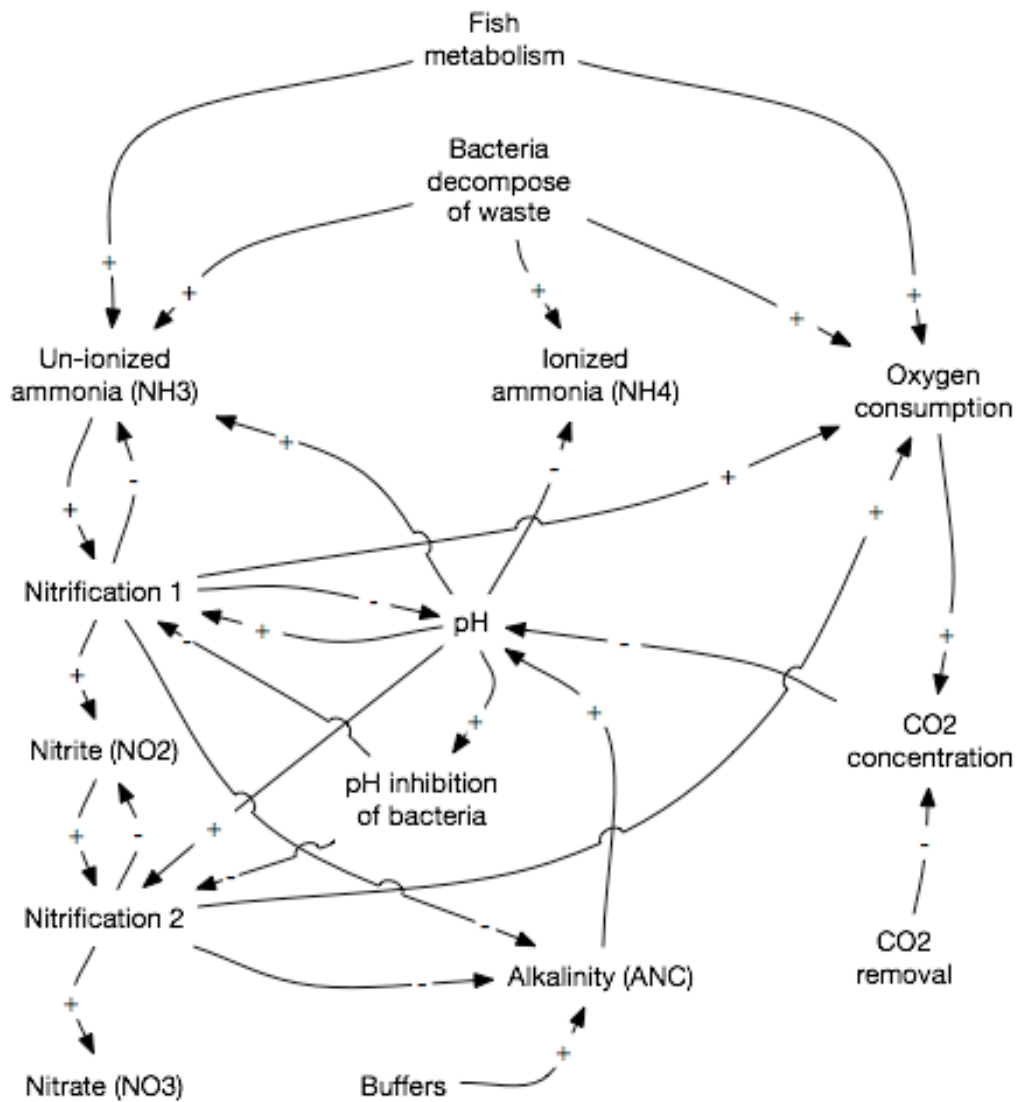 Fish
metabolism
Bacteria
decompose
of waste
+
+
+
+
+
Un-ionized
ammonia (NH3)
Ionized
ammonia (NH4)
Oxygen
consumption
+
-
-
+
+
+
Nitrification 1
-
pH
+
-
-
+
+
+
+
Nitrite (NO2)
CO2
concentration
pH inhibition
of bacteria
+
-
+
-
-
Nitrification 2
-
CO2
removal
Alkalinity (ANC)
-
+
+
Nitrate (NO3)
Buffers